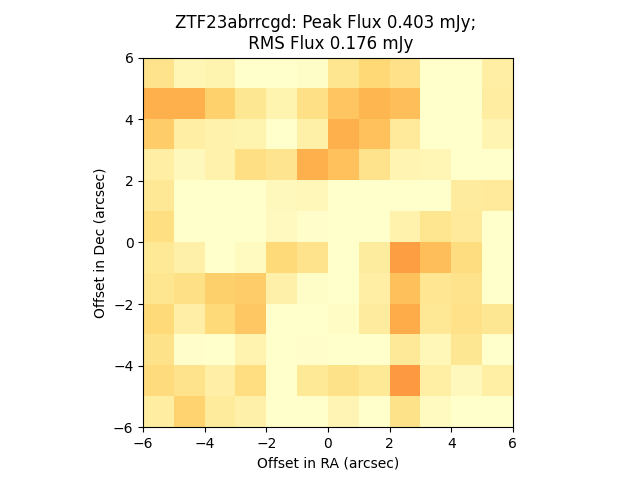 ZTF23abrrcgd: Peak Flux 0.403 mJy;
RMS Flux 0.176 mJy
6
4
2
0
−2
−4
−6
Offset in Dec (arcsec)
−6 −4 −2 0 2 4 6
Offset in RA (arcsec)